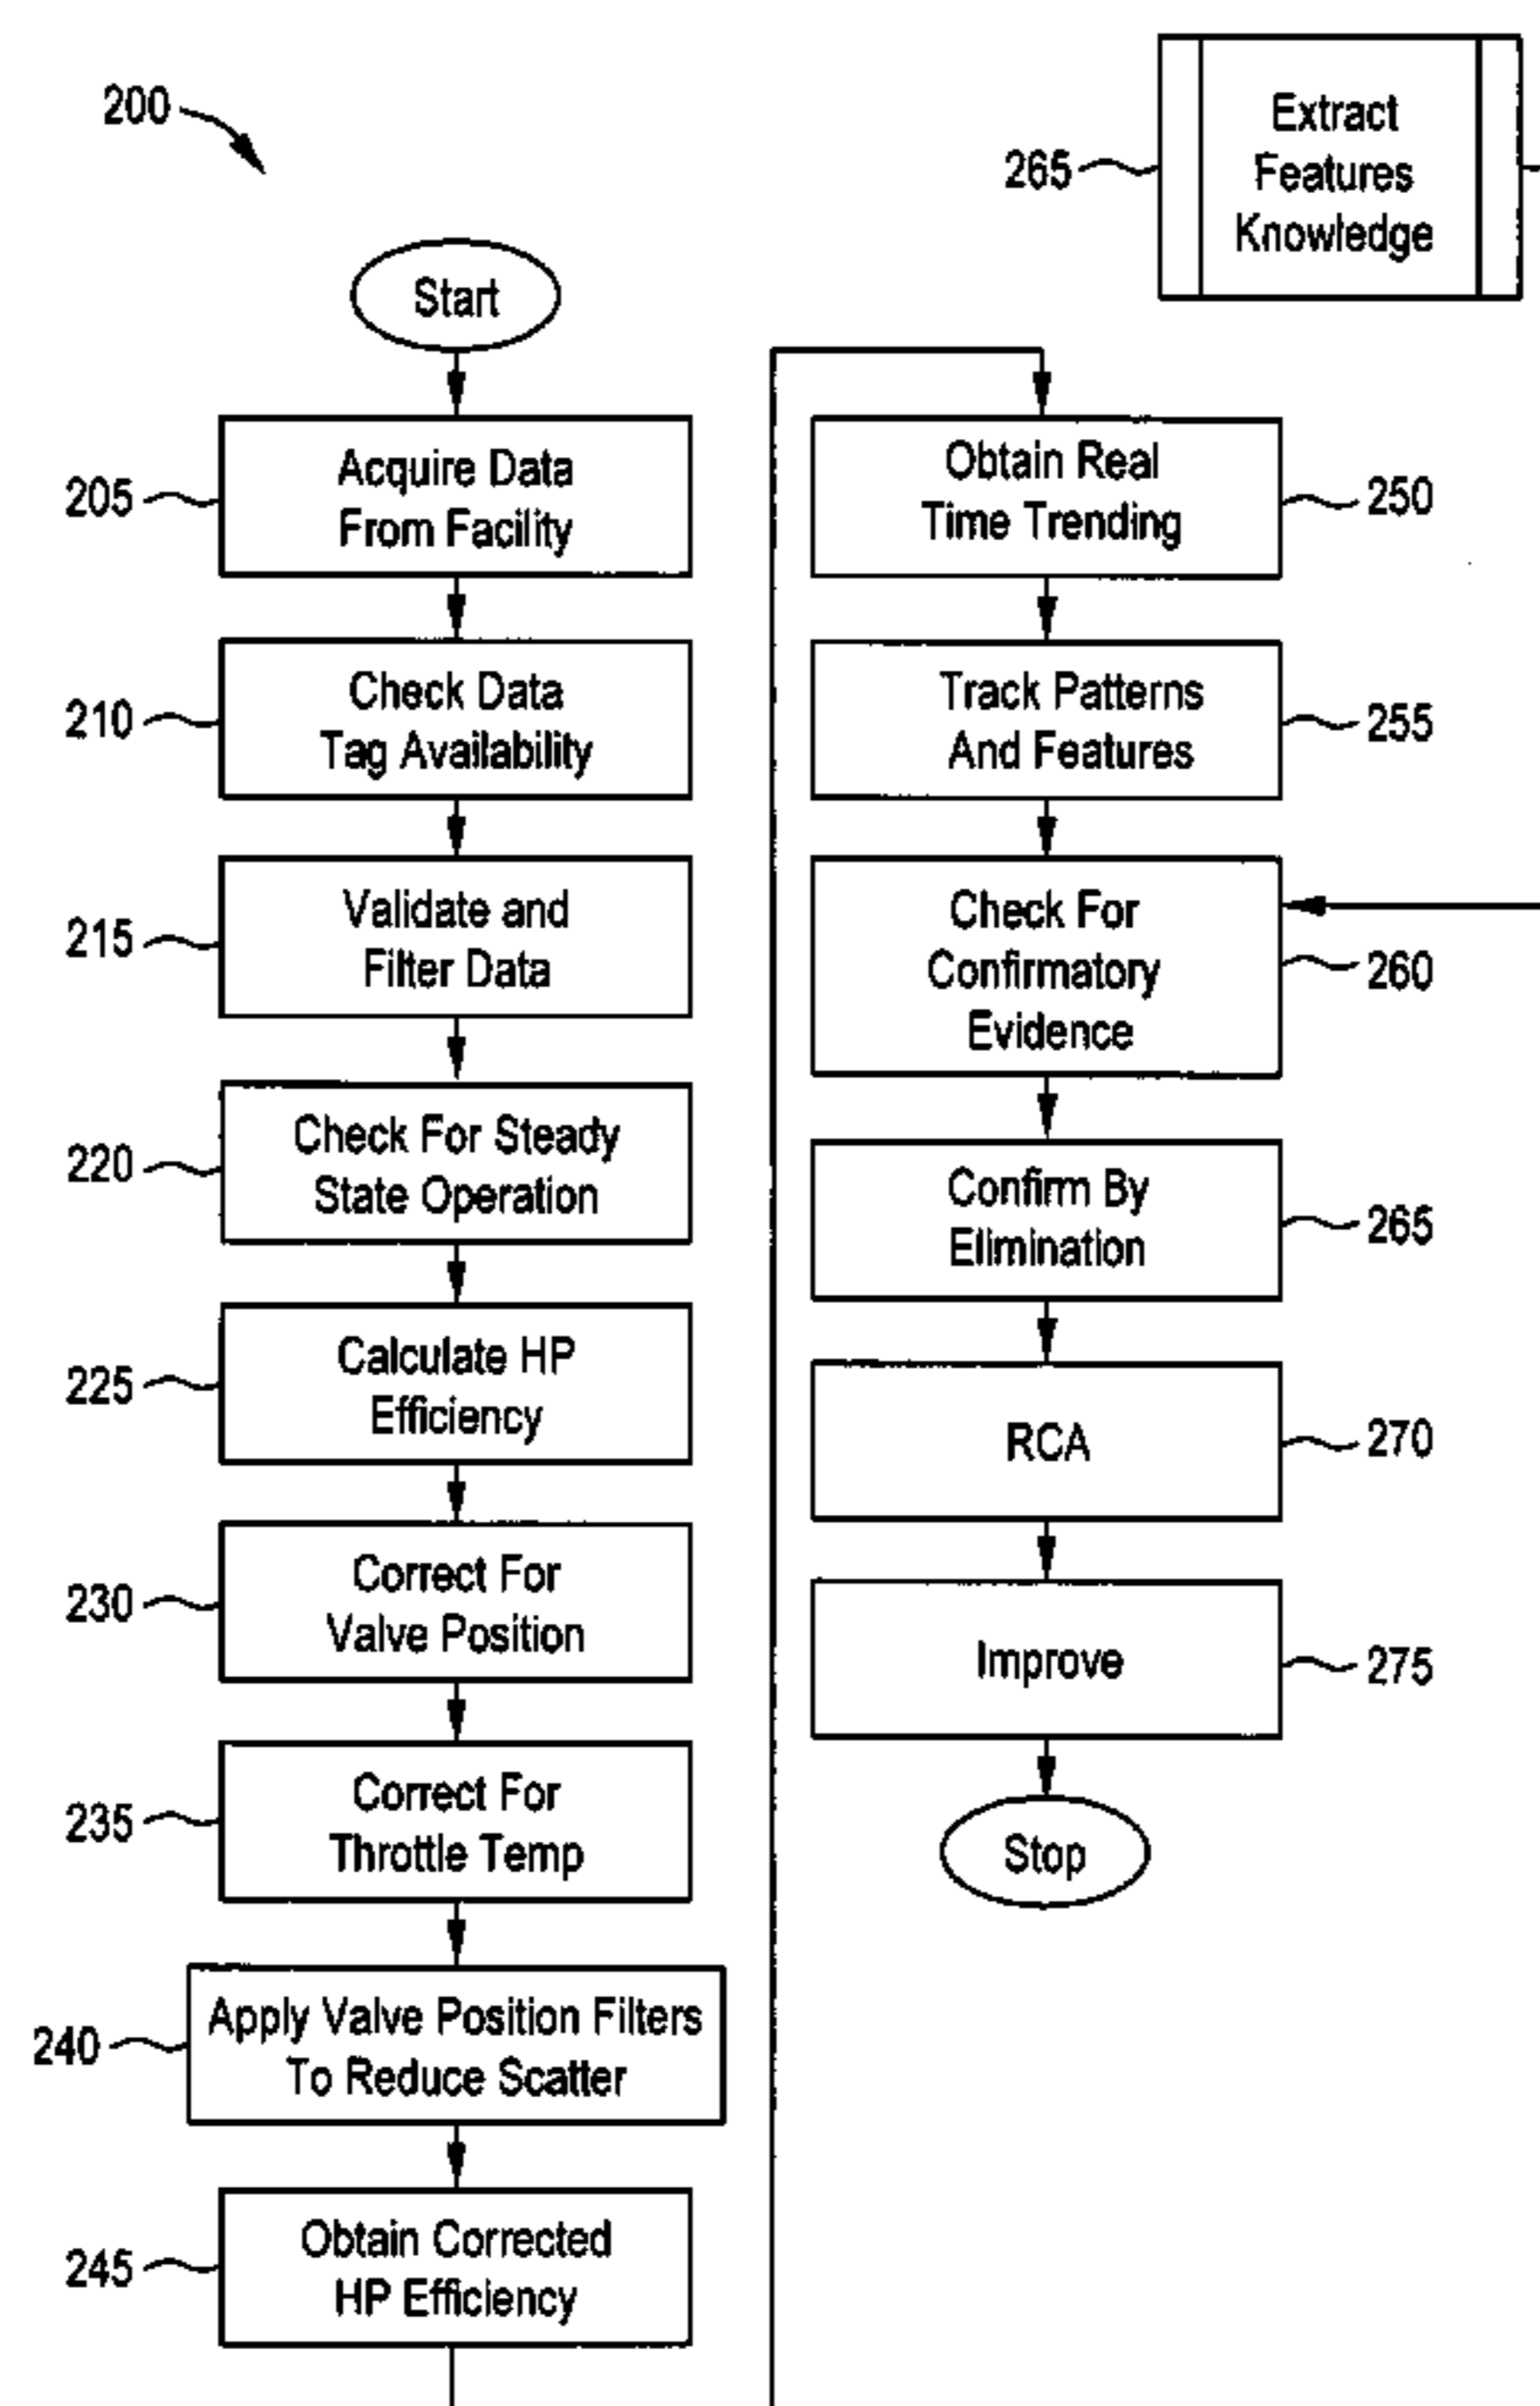 200
Start
205
Acquire Data
From Facility
210
Check Data
Tag Availability
215
Validate and
Filter Data
220
Check For Steady
State Operation
225
Calculate HP
Efficiency
230
Correct For
Valve Position
235
Correct For
Throttle Temp
240
Apply Valve Position Filters
To Reduce Scatter
245
Obtain Corrected
HP Efficiency
265
Extract
Features
Knowledge
Obtain Real
Time Trending
250
Track Patterns
And Features
255
Check For
Confirmatory
Evidence
260
Confirm By
Elimination
265
RCA
270
Improve
275
Stop